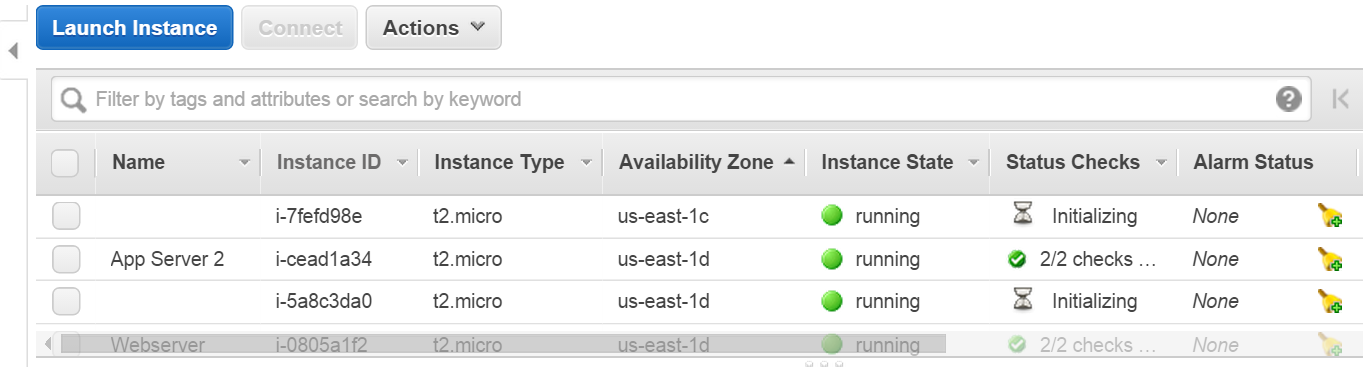 Launch Instance Connect Actions
Filter by tags and attributes or search by keyword ?
Name Instance ID Instance Type Availability Zone Instance State Status Checks Alarm Status
i-7fefd98e t2.micro us-east-1c running Initializing None
App Server 2 i-cead1a34 t2.micro us-east-1d running 2/2 checks ... None
i-5a8c3da0 t2.micro us-east-1d running Initializing None
Webserver i-0805a1f2 t2.micro us-east-1d running 2/2 checks ... None